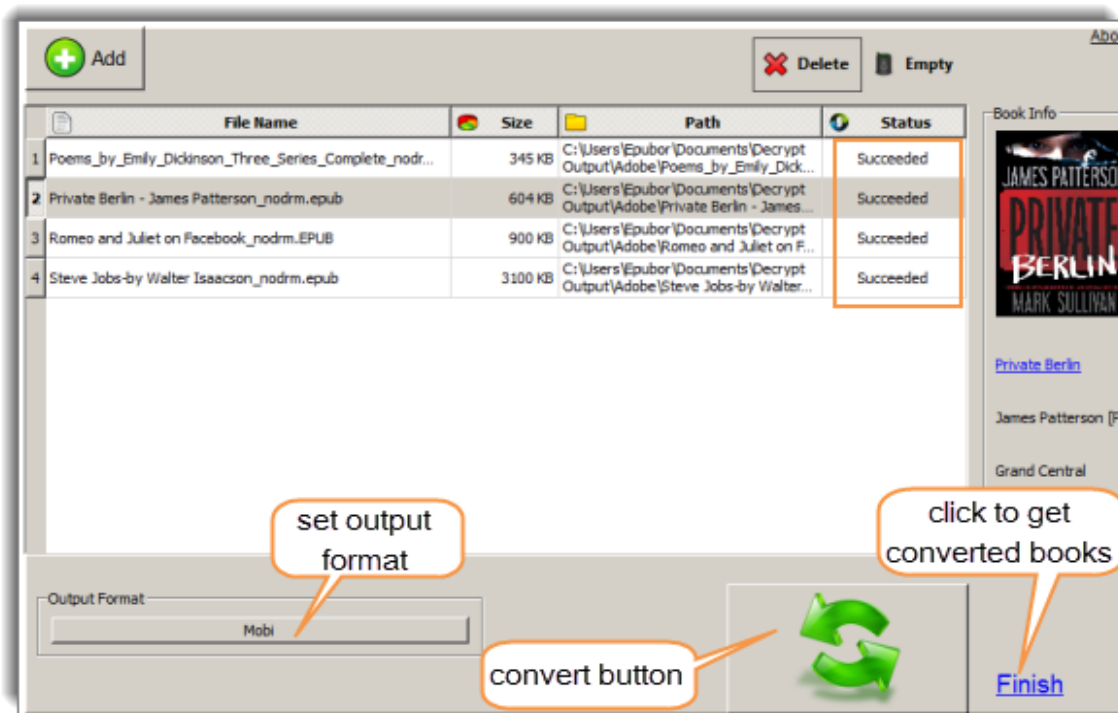 Abo
Add
Delete
Empty
File Name
Size
Path
Status
Book Info
1 Poems_by_Emily_Dickinson_Three_Series_Complete_nodr... 345 KB C:\Users\Epubor\Documents\Decrypt Succeeded
Output\Adobe\Poems_by_Emily_Dick...
2 Private Berlin - James Patterson_nodrm.epub 604 KB C:\Users\Epubor\Documents\Decrypt Succeeded
Output\Adobe\Private Berlin - James...
3 Romeo and Juliet on Facebook_nodrm.EPUB 900 KB C:\Users\Epubor\Documents\Decrypt Succeeded
Output\Adobe\Romeo and Juliet on F...
4 Steve Jobs-by Walter Isaacson_nodrm.epub 3100 KB C:\Users\Epubor\Documents\Decrypt Succeeded
Output\Adobe\Steve Jobs-by Walter...
JAMES PATTERSO
PRIVATE
BERLIN
MARK SULLIVAN
Private Berlin
James Patterson
Grand Central
set output
format
click to get
converted books
Output Format
Mobi
convert button
Finish